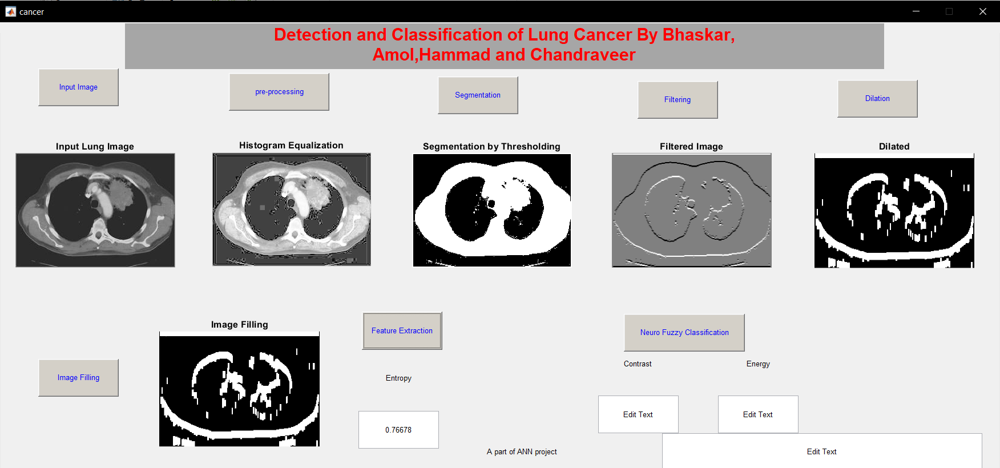 cancer
Detection and Classification of Lung Cancer By Bhaskar,
Amol,Hammad and Chandraveer
Input Image
pre-processing
Segmentation
Filtering
Dilation
Input Lung Image
Histogram Equalization
Segmentation by Thresholding
Filtered Image
Dilated
Image Filling
Feature Extraction
Neuro Fuzzy Classification
Contrast
Energy
Image Filling
Entropy
Edit Text
Edit Text
0.76678
A part of ANN project
Edit Text